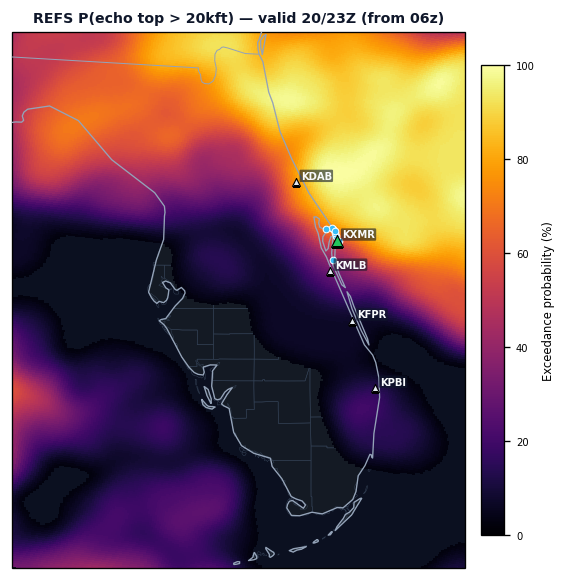 REFS P(echo top > 20kft) — valid 20/23Z (from 06z)
KDAB
KXMR
KMLB
KFPR
KPBI
100
80
60
40
20
0
Exceedance probability (%)